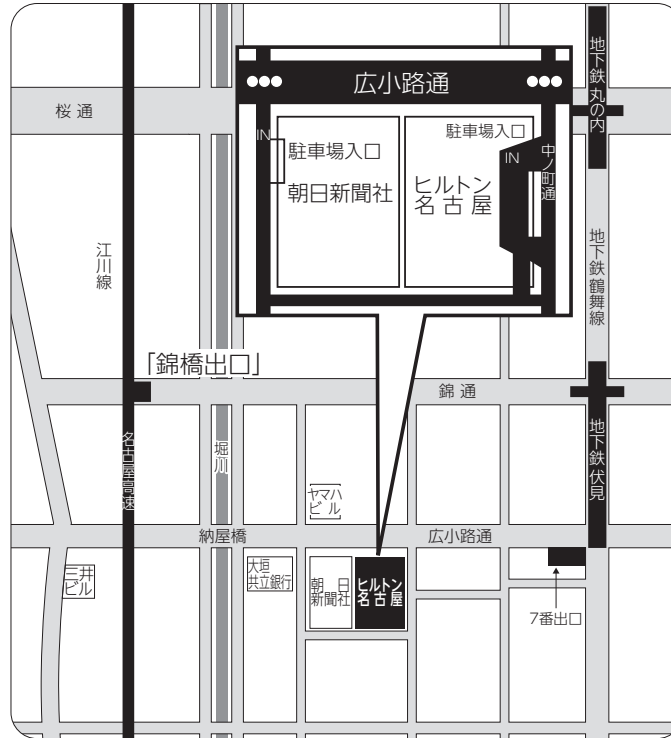 地下鉄 丸の内
広小路通
桜 通
IN
駐車場入口
朝日新聞社
駐車場入口
IN
ヒルトン
名 古 屋
中ノ町通
江川線
地下鉄 鶴舞線
「錦橋出口」
錦 通
名古屋高速
堀川
地下鉄 伏見
ヤマハ
ビル
納屋橋
広小路通
三井
ビル
大垣
共立銀行
朝 日
新聞社
ヒルトン
名 古 屋
7番出口